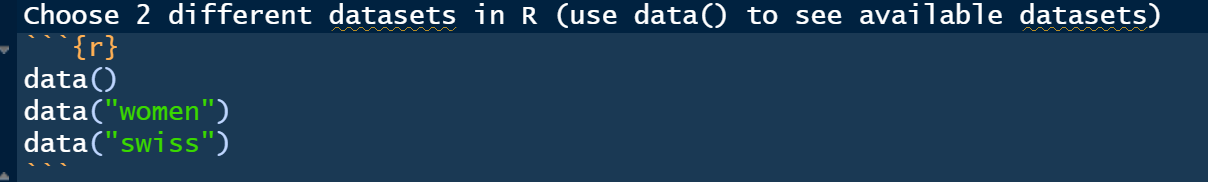 Choose 2 different datasets in R (use data() to see available datasets)
```{r}
data()
data("women")
data("swiss")
```